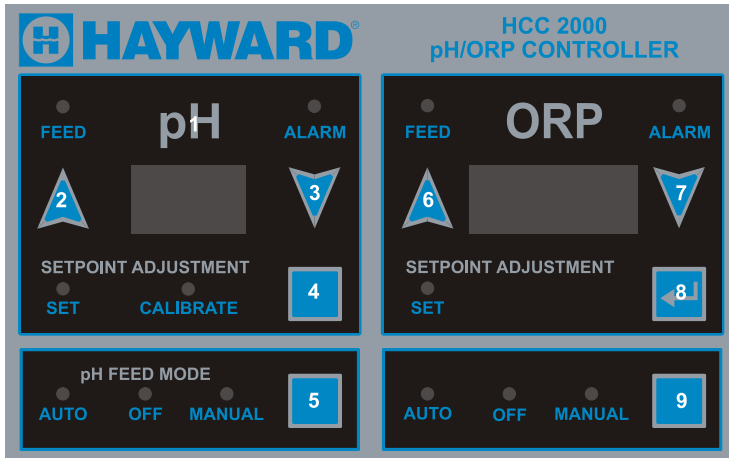 HAYWARD®
HCC 2000
pH/ORP CONTROLLER
FEED
pH
1
ALARM
2
3
SETPOINT ADJUSTMENT
SET
CALIBRATE
4
pH FEED MODE
AUTO
OFF
MANUAL
5
FEED
ORP
ALARM
6
7
SETPOINT ADJUSTMENT
SET
8
AUTO
OFF
MANUAL
9